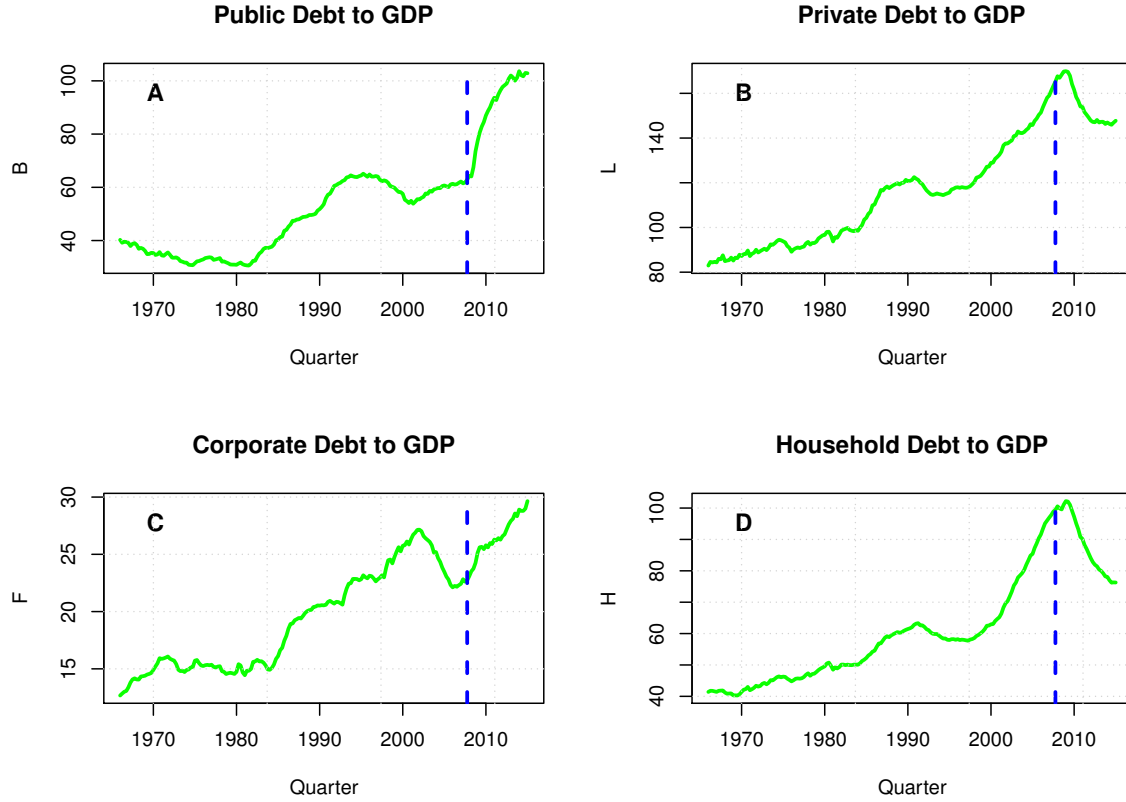 Public Debt to GDP
A
B
40
60
80
100
1970 1980 1990 2000 2010
Quarter
Private Debt to GDP
B
L
80
100
140
1970 1980 1990 2000 2010
Quarter
Corporate Debt to GDP
C
F
15
20
25
30
1970 1980 1990 2000 2010
Quarter
Household Debt to GDP
D
H
40
60
80
100
1970 1980 1990 2000 2010
Quarter